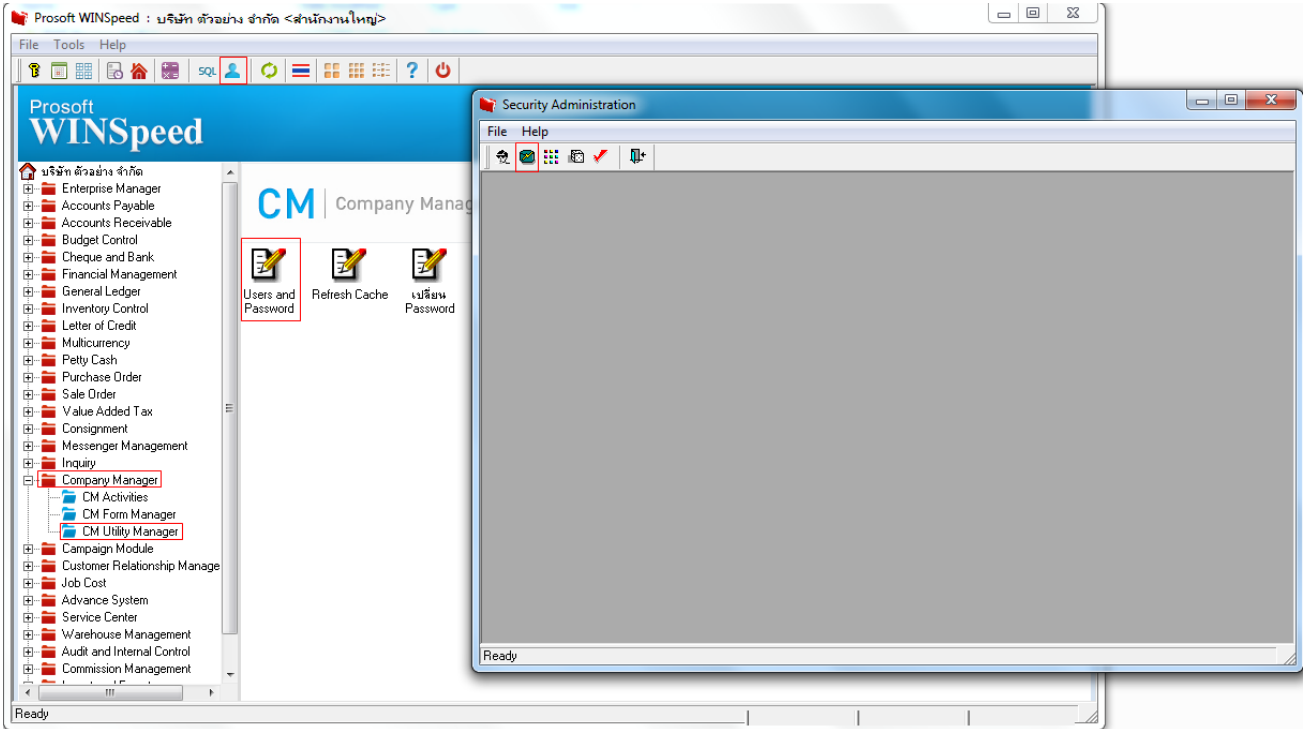 Prosoft WINSpeed : บริษัท ตัวอย่าง จำกัด <สำนักงานใหญ่>
File Tools Help
SQL
Prosoft
WINSpeed
บริษัท ตัวอย่าง จำกัด
Enterprise Manager
Accounts Payable
Accounts Receivable
Budget Control
Cheque and Bank
Financial Management
General Ledger
Inventory Control
Letter of Credit
Multicurrency
Petty Cash
Purchase Order
Sale Order
Value Added Tax
Consignment
Messenger Management
Inquiry
Company Manager
CM Activities
CM Form Manager
CM Utility Manager
Campaign Module
Customer Relationship Manage
Job Cost
Advance System
Service Center
Warehouse Management
Audit and Internal Control
Commission Management
Ready
CM Company Manag
Users and
Password
Refresh Cache
เปลี่ยน
Password
Security Administration
File Help
Ready